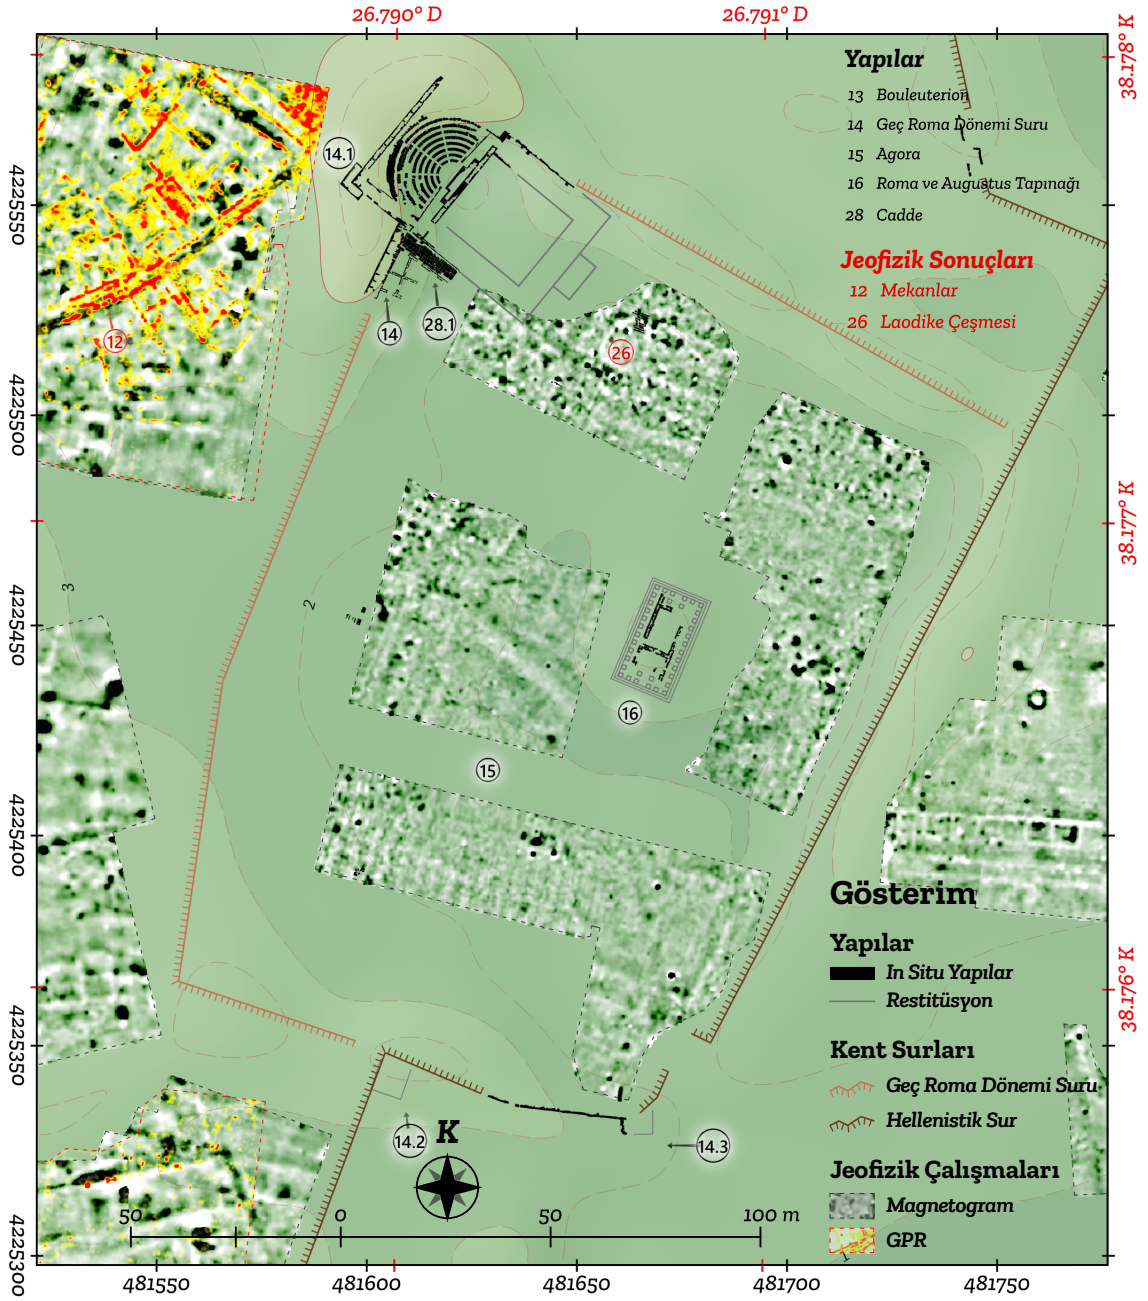 26.790° D
26.791° D
38.178° K
38.177° K
38.176° K
4225550
4225500
4225450
4225400
4225350
4225300
Yapılar
13 Bouleuterion
14 Geç Roma Dönemi Suru
15 Agora
16 Roma ve Augustus Tapınağı
28 Cadde
Jeofizik Sonuçları
12 Mekanlar
26 Laodike Çeşmesi
14.1
14
28.1
12
26
3
2
16
15
14.2
14.3
K
Gösterim
Yapılar
In Situ Yapılar
Restitüsyon
Kent Surları
Geç Roma Dönemi Suru
Hellenistik Sur
Jeofizik Çalışmaları
Magnetogram
GPR
50 0 50 100 m
481550 481600 481650 481700 481750